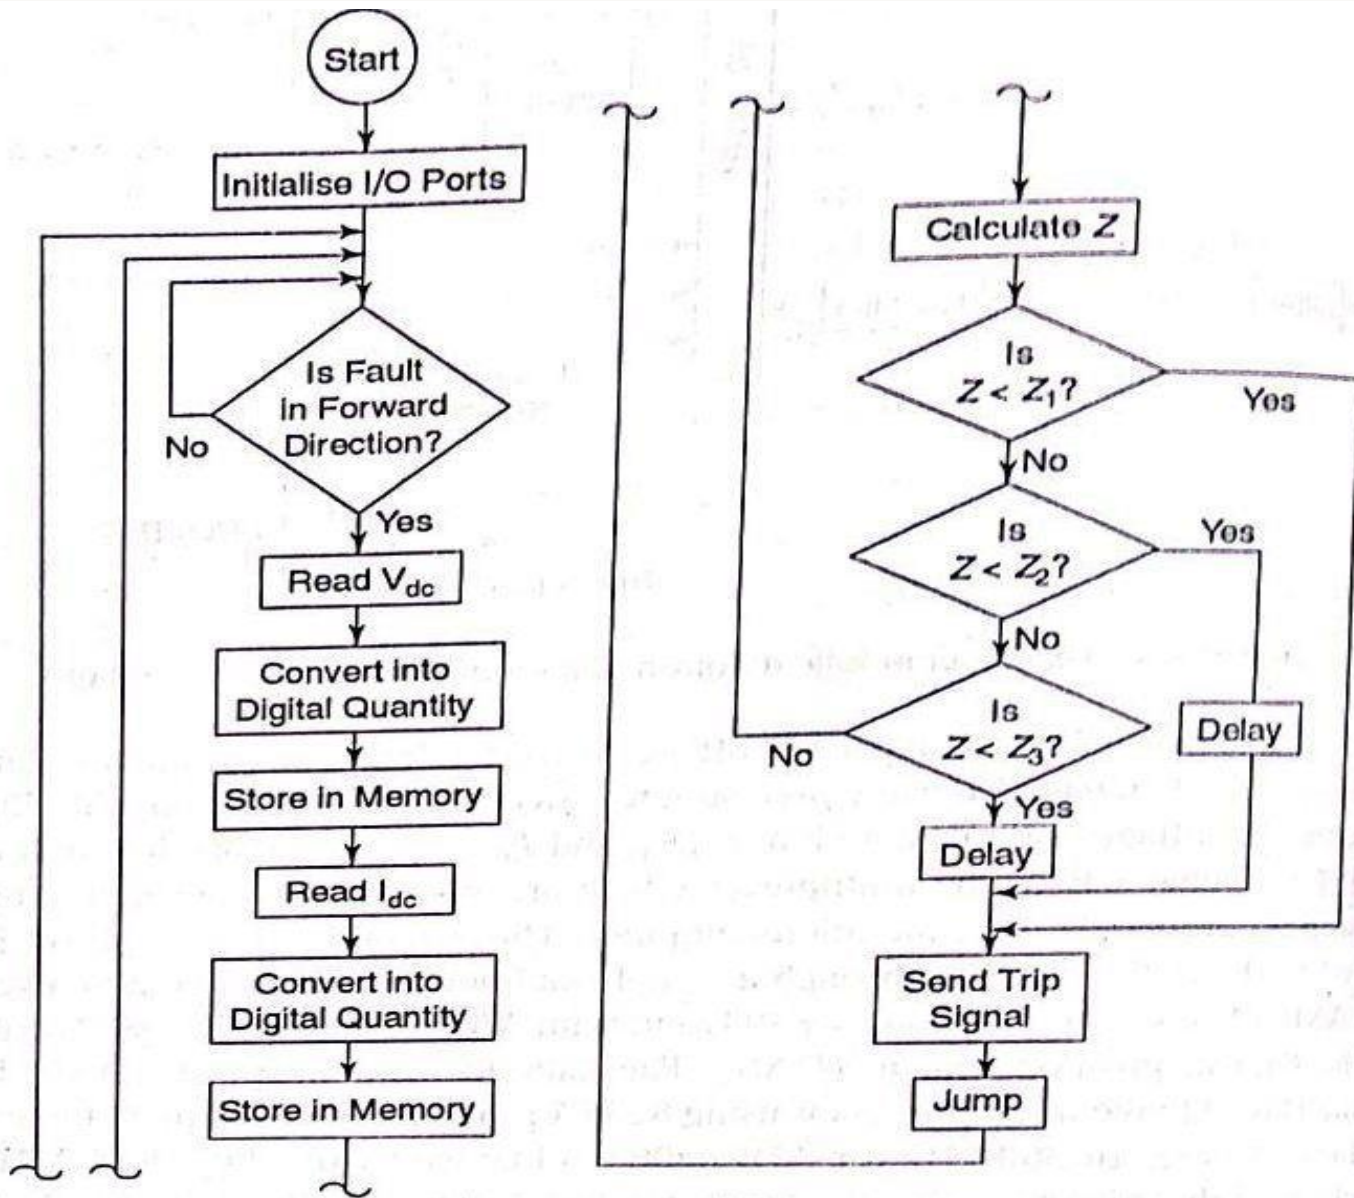 Start
Initialise I/O Ports
Is Fault
in Forward
Direction?
No
Yes
Read Vdc
Convert into
Digital Quantity
Store in Memory
Read Idc
Convert into
Digital Quantity
Store in Memory
Calculate Z
Is
Z < Z1?
Yes
No
Is
Z < Z2?
Yes
No
Is
Z < Z3?
No
Delay
Yes
Delay
Send Trip
Signal
Jump